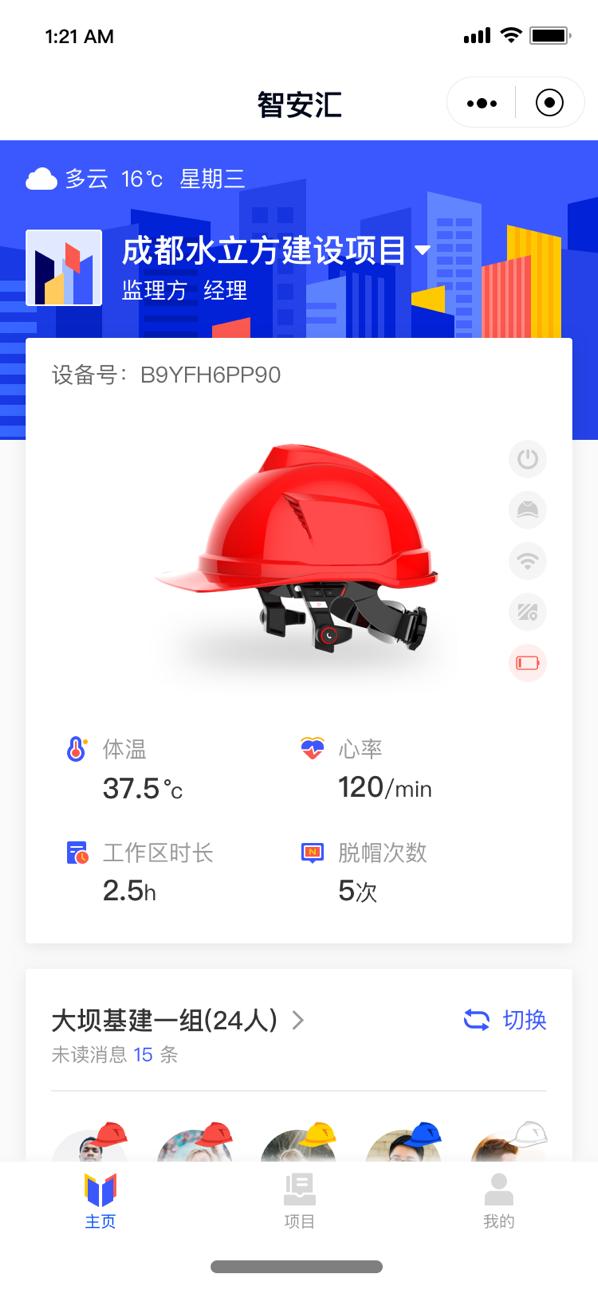 1:21 AM
智安汇
多云 16℃ 星期三
成都水立方建设项目
监理方 经理
设备号：B9YFH6PP90
体温
37.5℃
心率
120/min
工作区时长
2.5h
N
脱帽次数
5次
大坝基建一组(24人)
切换
未读消息 15 条
主页
项目
我的